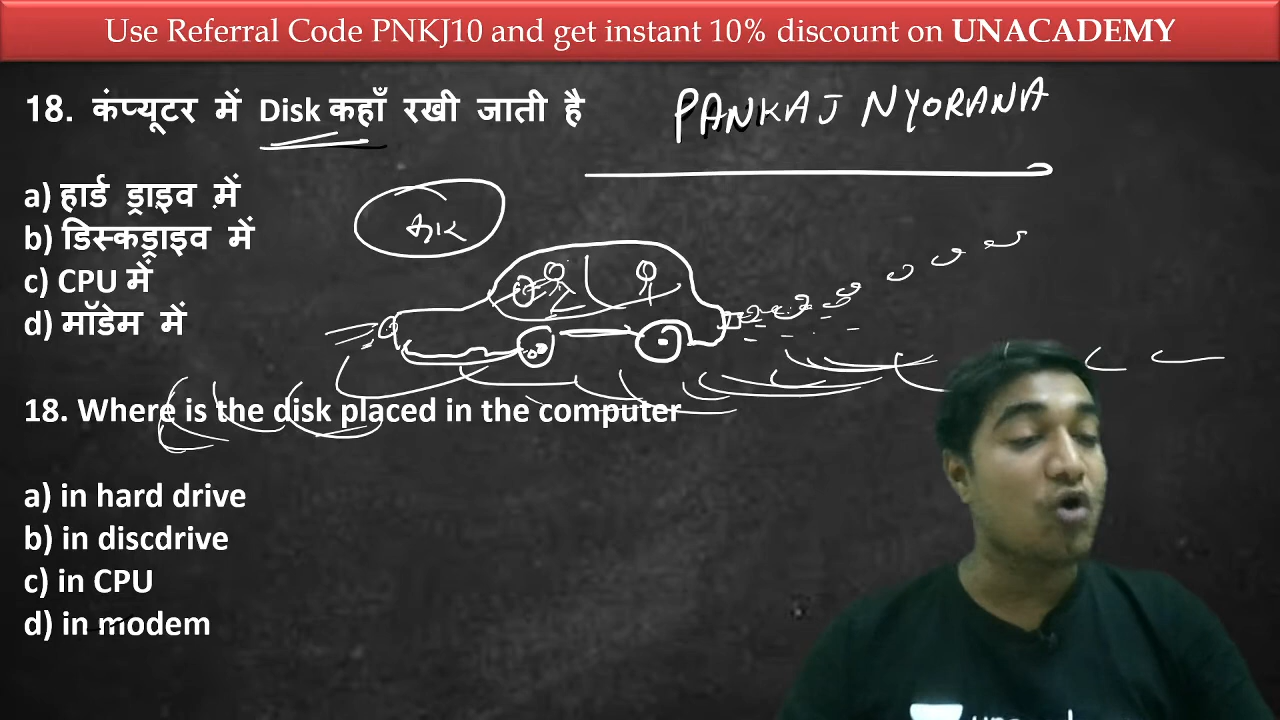 Use Referral Code PNKJ10 and get instant 10% discount on UNACADEMY
18. कंप्यूटर में Disk कहाँ रखी जाती है
PANKAJ NYORANA
a) हार्ड ड्राइव में
b) डिस्कड्राइव में
c) CPU में
d) मॉडेम में
कार
18. Where is the disk placed in the computer
a) in hard drive
b) in discdrive
c) in CPU
d) in modem